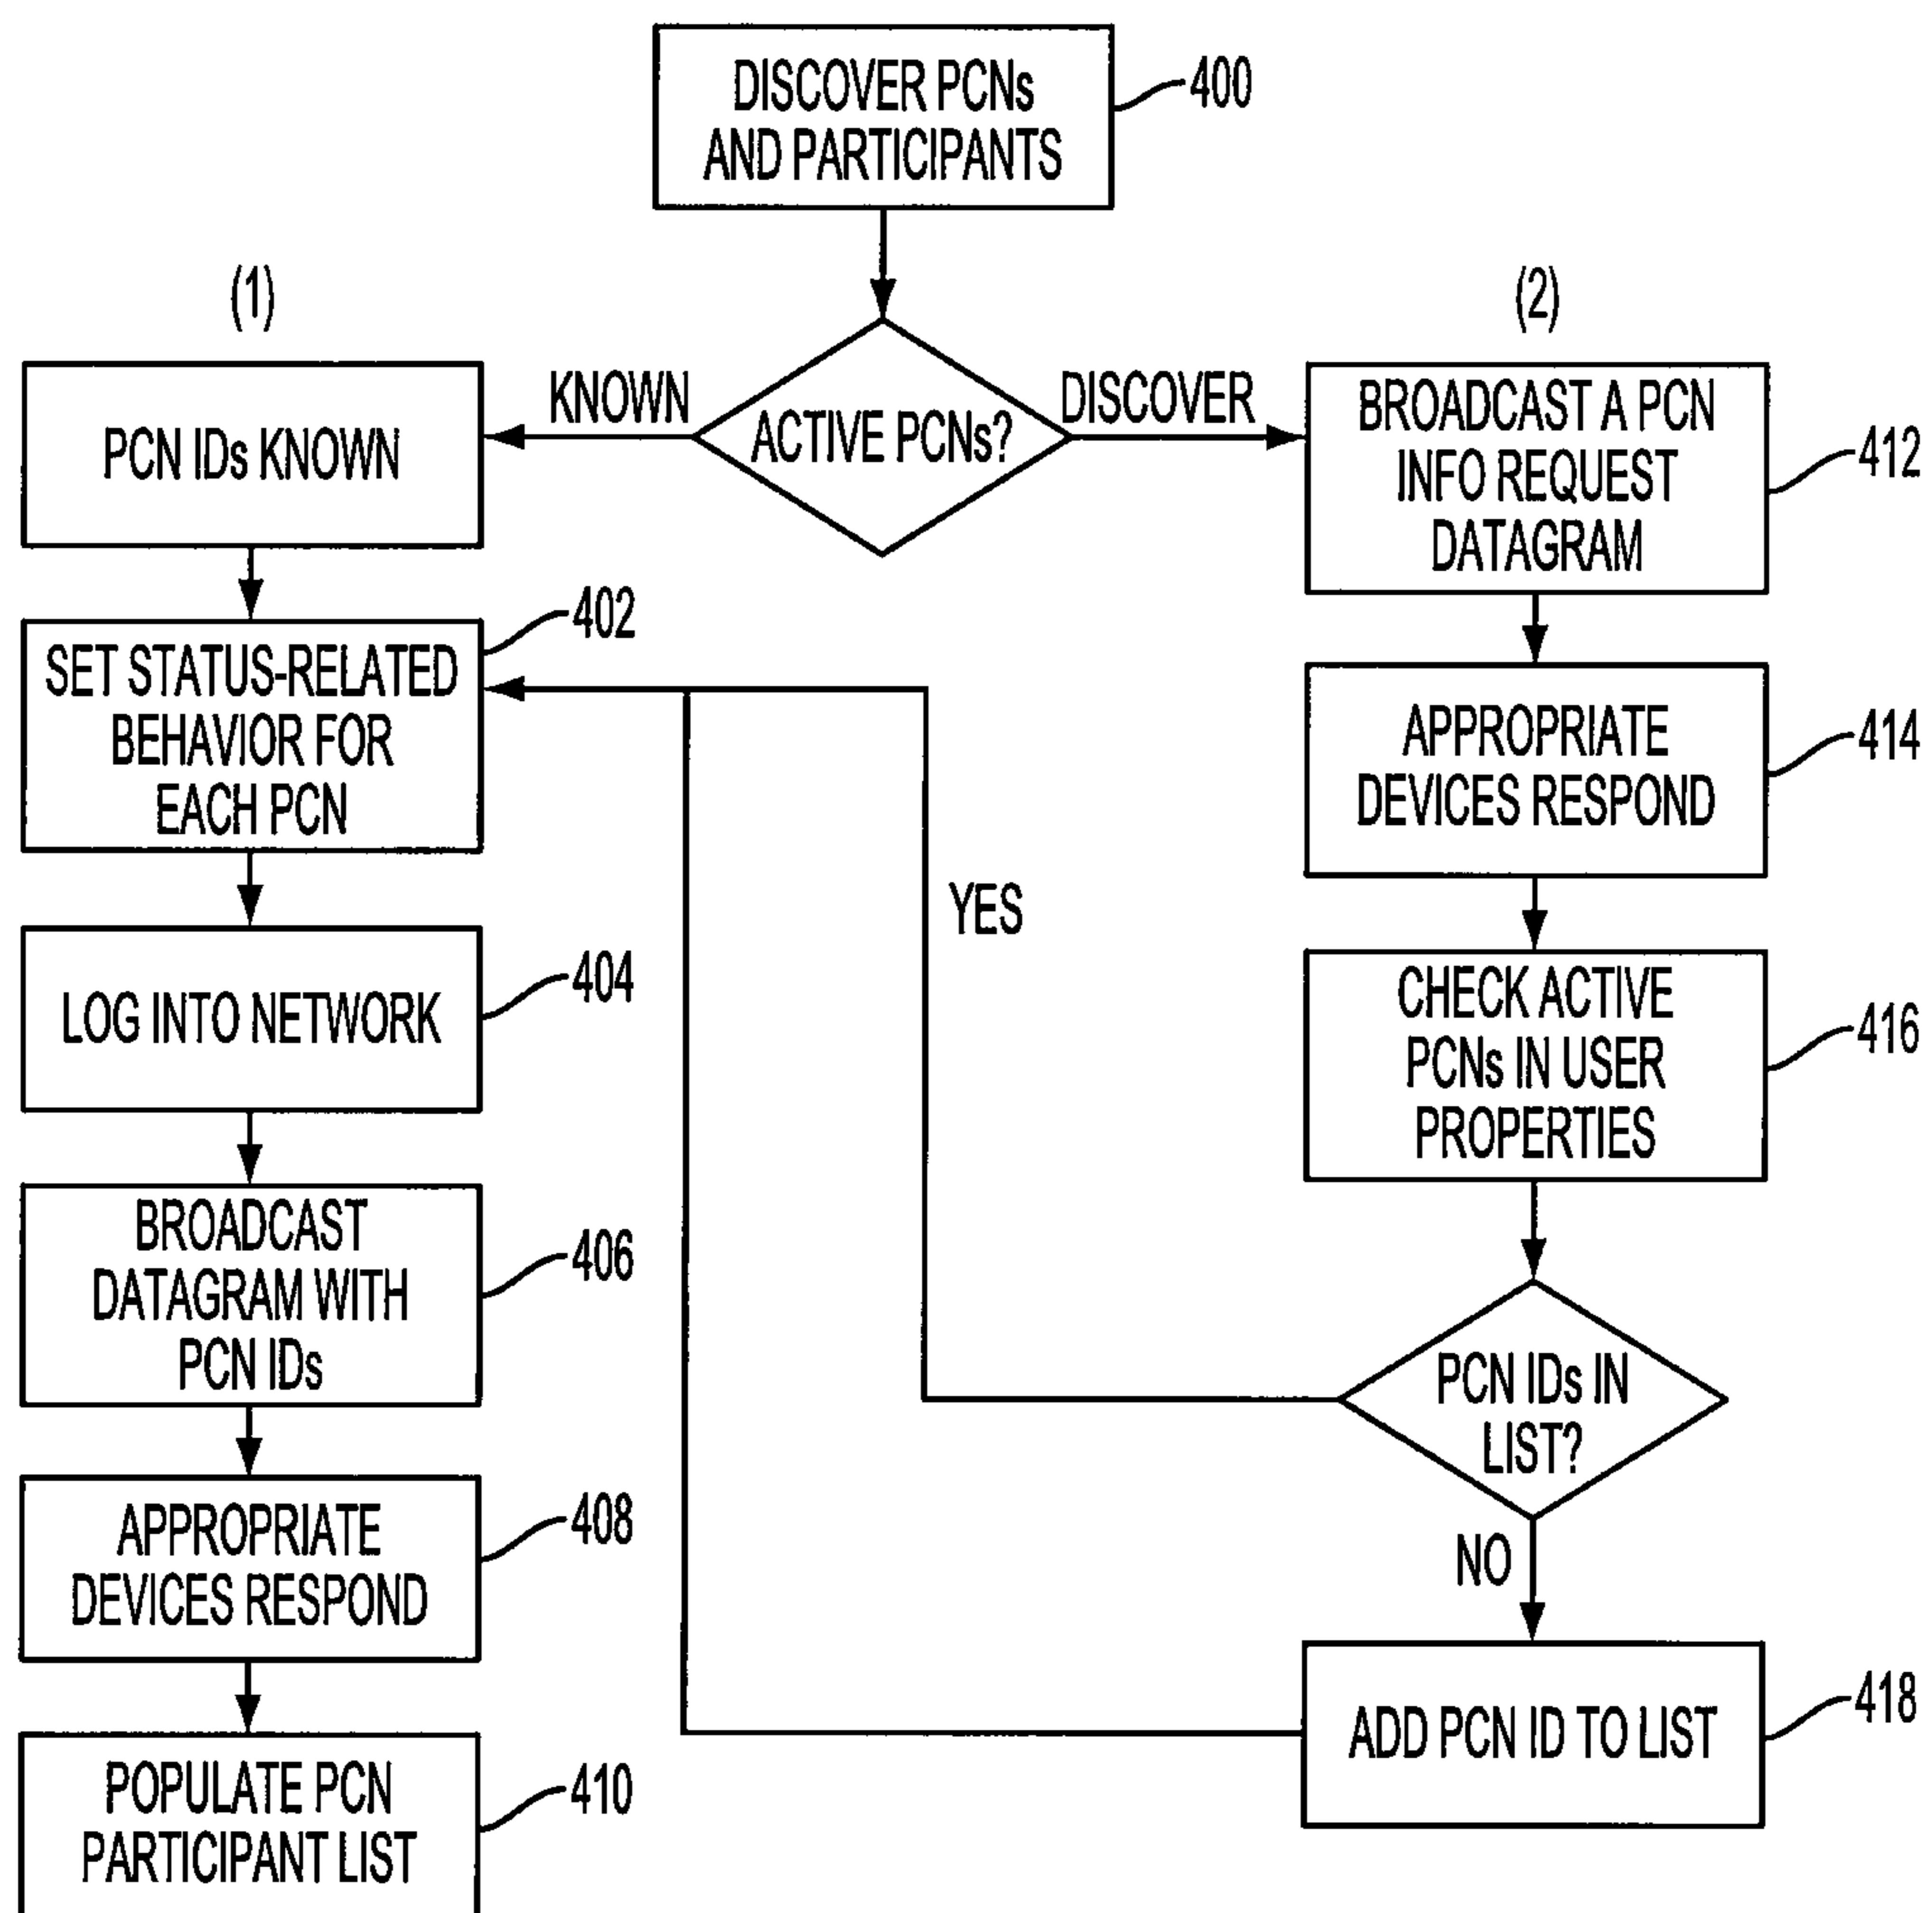 DISCOVER PCNs
AND PARTICIPANTS
400
(1)
(2)
KNOWN
ACTIVE PCNs?
DISCOVER
PCN IDs KNOWN
BROADCAST A PCN
INFO REQUEST
DATAGRAM
412
402
SET STATUS-RELATED
BEHAVIOR FOR
EACH PCN
APPROPRIATE
DEVICES RESPOND
414
YES
LOG INTO NETWORK
404
CHECK ACTIVE
PCNs IN USER
PROPERTIES
416
BROADCAST
DATAGRAM WITH
PCN IDs
406
PCN IDs IN
LIST?
NO
APPROPRIATE
DEVICES RESPOND
408
ADD PCN ID TO LIST
418
POPULATE PCN
PARTICIPANT LIST
410